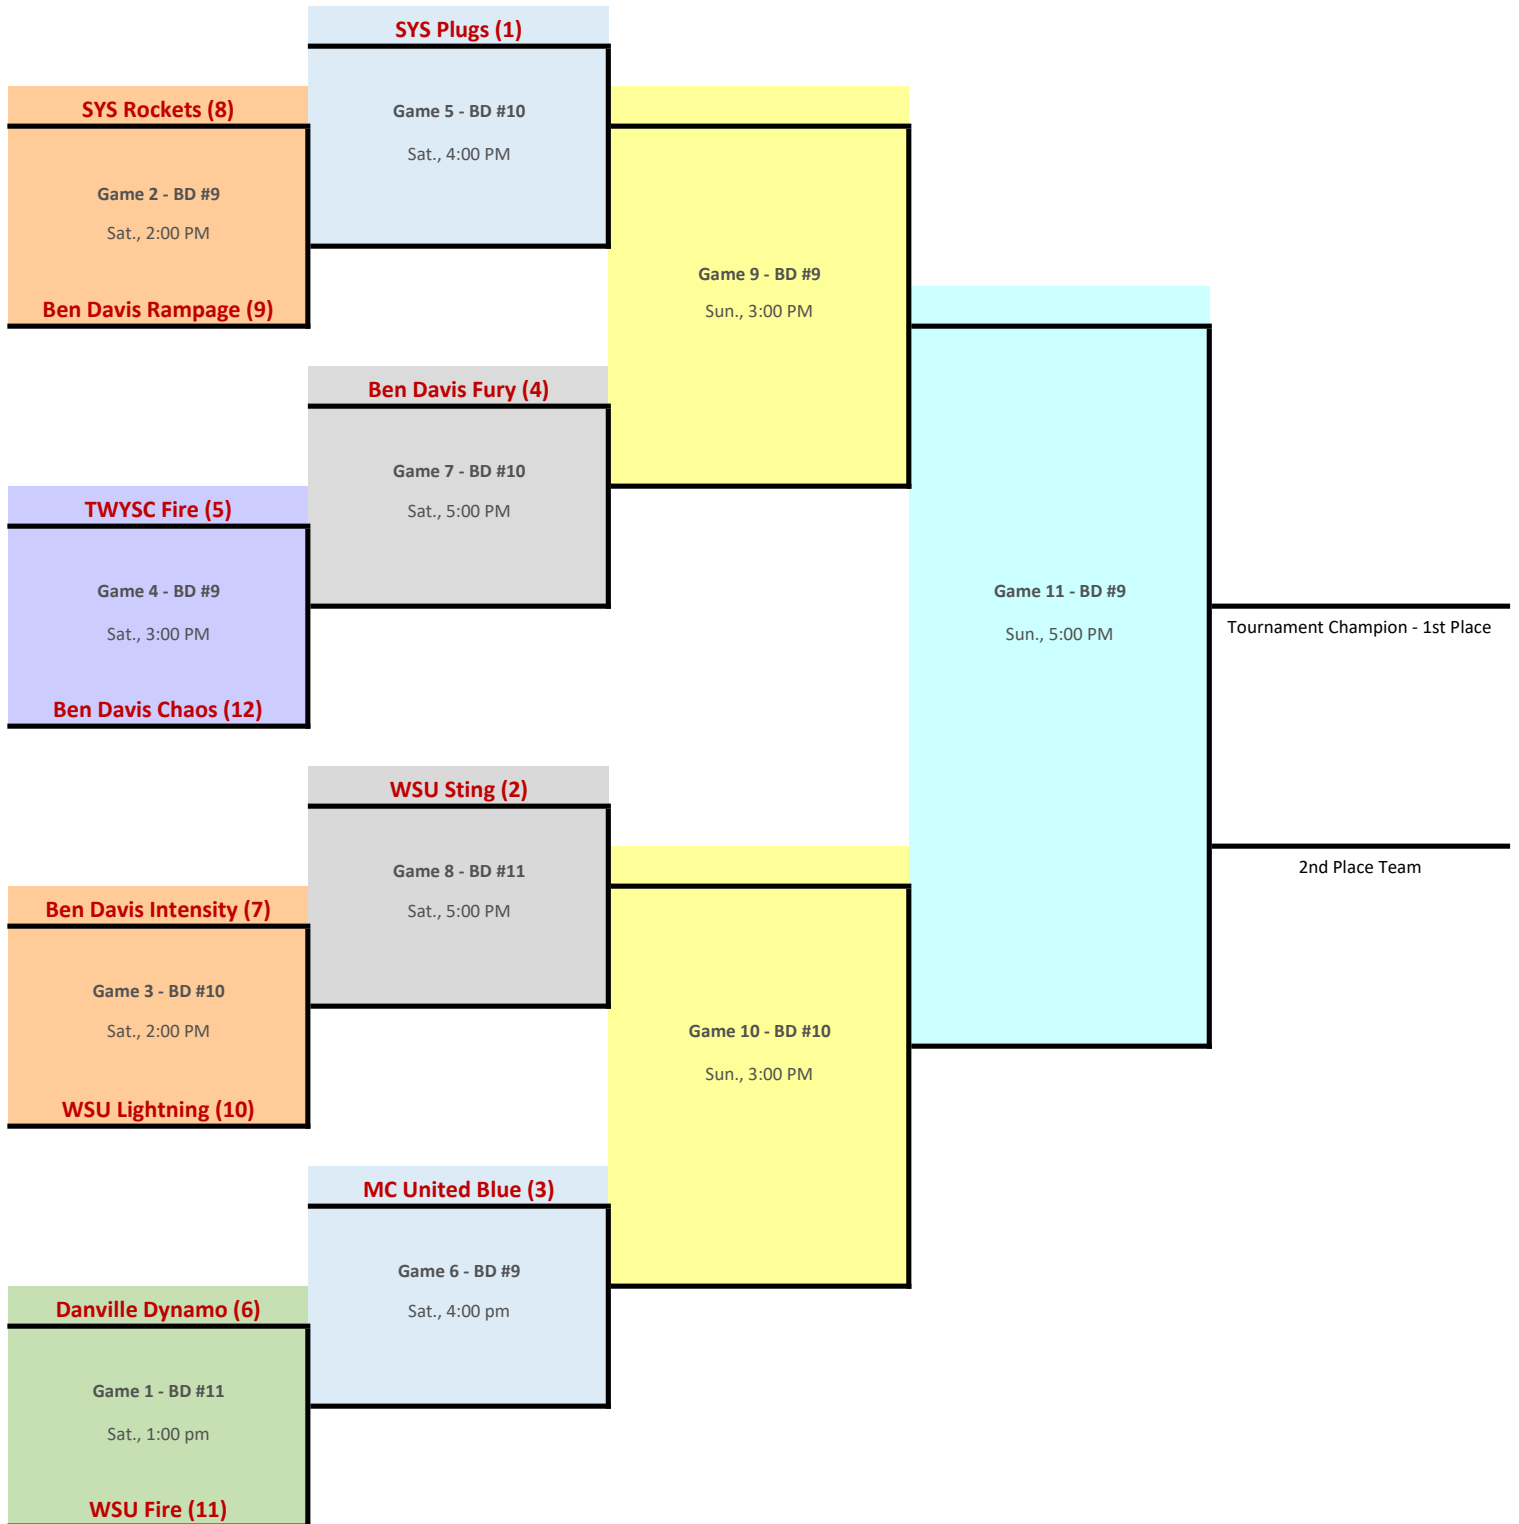 SYS Plugs (1)
SYS Rockets (8)
Game 5 - BD #10
Sat., 4:00 PM
Game 2 - BD #9
Sat., 2:00 PM
Game 9 - BD #9
Sun., 3:00 PM
Ben Davis Rampage (9)
Ben Davis Fury (4)
Game 7 - BD #10
Sat., 5:00 PM
TWYSC Fire (5)
Game 4 - BD #9
Sat., 3:00 PM
Game 11 - BD #9
Sun., 5:00 PM
Tournament Champion - 1st Place
Ben Davis Chaos (12)
WSU Sting (2)
Game 8 - BD #11
Sat., 5:00 PM
2nd Place Team
Ben Davis Intensity (7)
Game 3 - BD #10
Sat., 2:00 PM
Game 10 - BD #10
Sun., 3:00 PM
WSU Lightning (10)
MC United Blue (3)
Game 6 - BD #9
Sat., 4:00 pm
Danville Dynamo (6)
Game 1 - BD #11
Sat., 1:00 pm
WSU Fire (11)